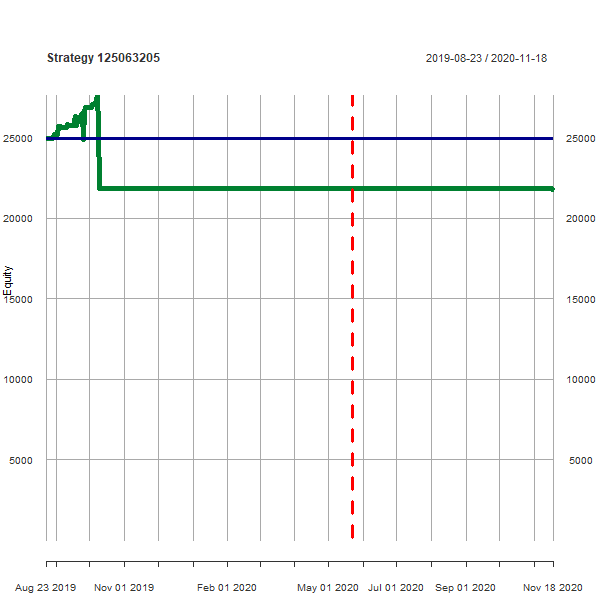 Strategy 125063205
2019-08-23 / 2020-11-18
25000
25000
20000
20000
Equity
15000
15000
10000
10000
5000
5000
Aug 23 2019
Nov 01 2019
Feb 01 2020
May 01 2020
Jul 01 2020
Sep 01 2020
Nov 18 2020